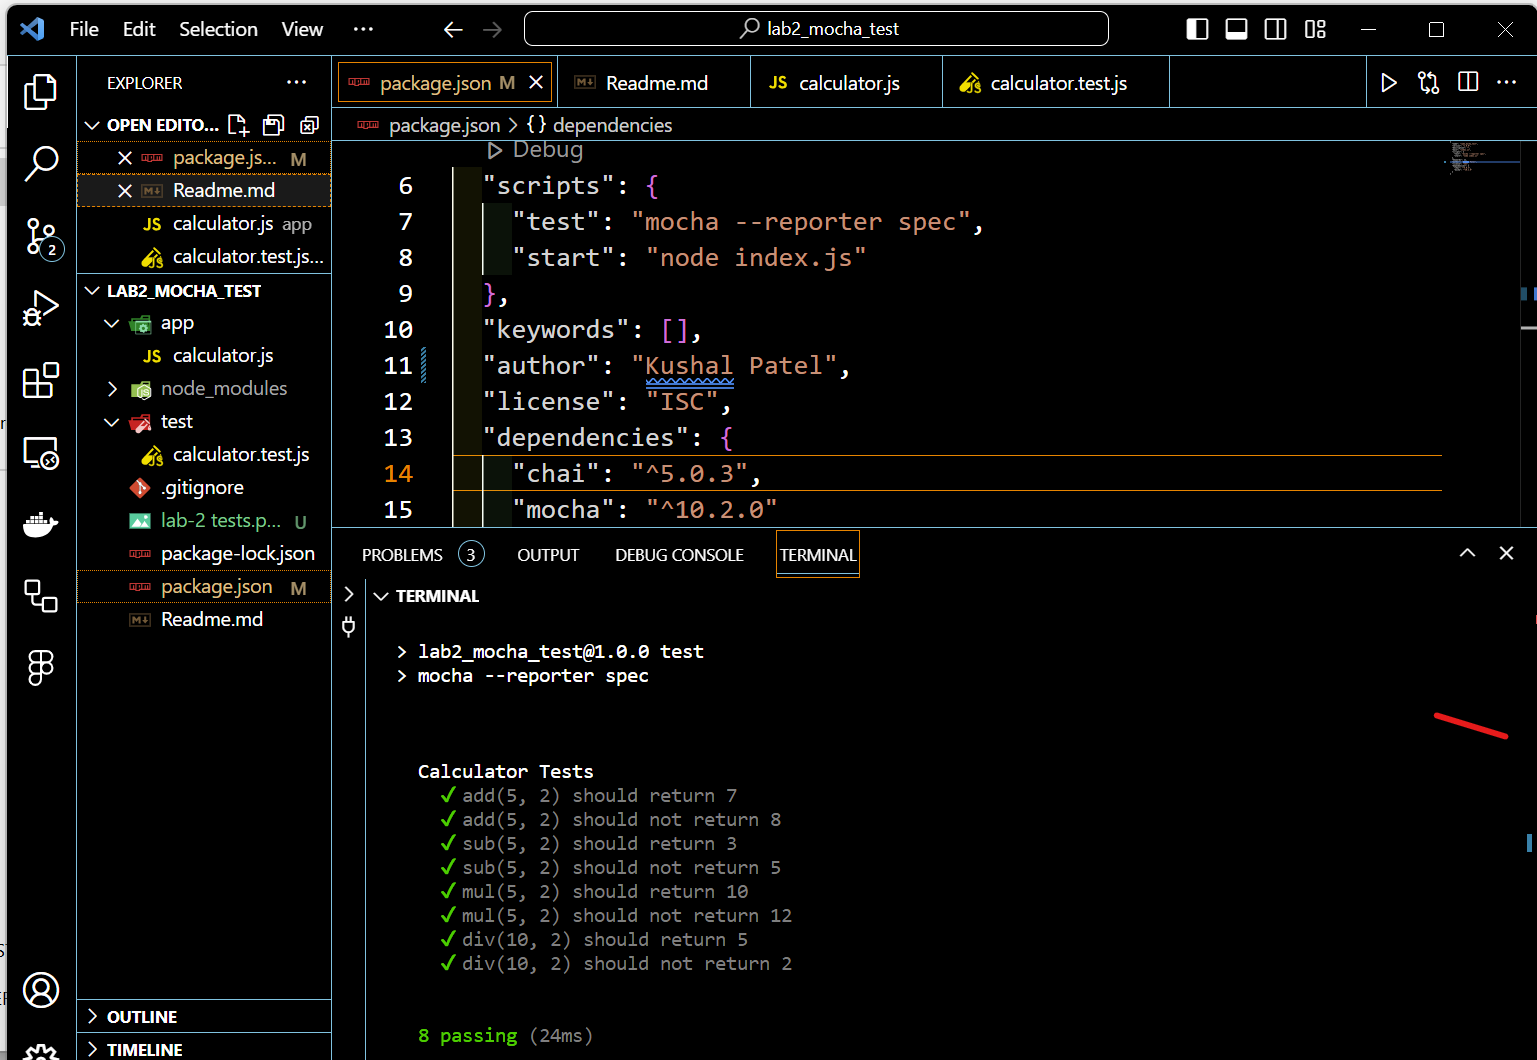 File Edit Selection View ··· lab2_mocha_test
EXPLORER ···
OPEN EDITO...
package.js... M
Readme.md
JS calculator.js app
calculator.test.js...
LAB2_MOCHA_TEST
app
JS calculator.js
node_modules
test
calculator.test.js
.gitignore
lab-2 tests.p... U
package-lock.json
package.json M
Readme.md
OUTLINE
TIMELINE
2
package.json M
Readme.md
JS calculator.js
calculator.test.js
package.json > {} dependencies
Debug
6 "scripts": {
7 "test": "mocha --reporter spec",
8 "start": "node index.js"
9 },
10 "keywords": [],
11 "author": "Kushal Patel",
12 "license": "ISC",
13 "dependencies": {
14 "chai": "^5.0.3",
15 "mocha": "^10.2.0"
PROBLEMS 3 OUTPUT DEBUG CONSOLE TERMINAL
TERMINAL
> lab2_mocha_test@1.0.0 test
> mocha --reporter spec
Calculator Tests
✓ add(5, 2) should return 7
✓ add(5, 2) should not return 8
✓ sub(5, 2) should return 3
✓ sub(5, 2) should not return 5
✓ mul(5, 2) should return 10
✓ mul(5, 2) should not return 12
✓ div(10, 2) should return 5
✓ div(10, 2) should not return 2
8 passing (24ms)